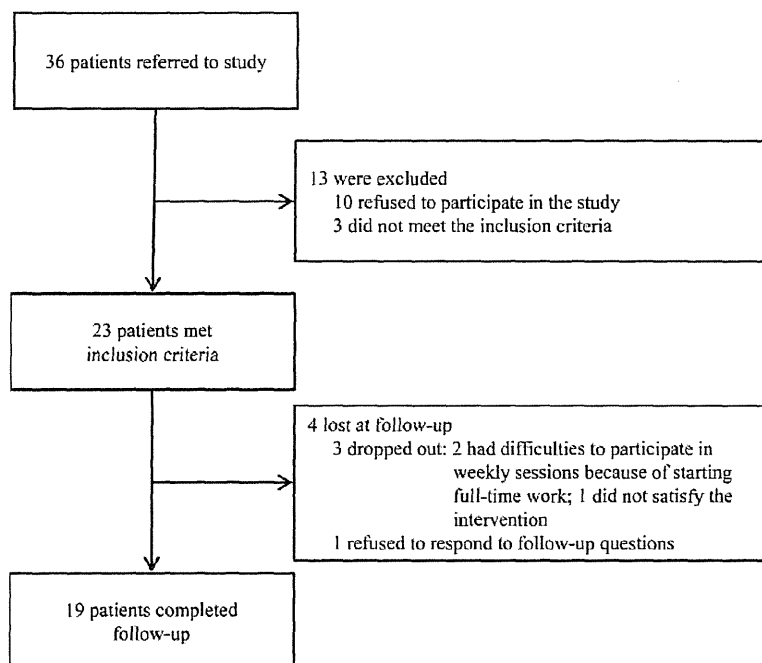 36 patients referred to study
13 were excluded
10 refused to participate in the study
3 did not meet the inclusion criteria
23 patients met
inclusion criteria
4 lost at follow-up
3 dropped out: 2 had difficulties to participate in
weekly sessions because of starting
full-time work; 1 did not satisfy the
intervention
1 refused to respond to follow-up questions
19 patients completed
follow-up